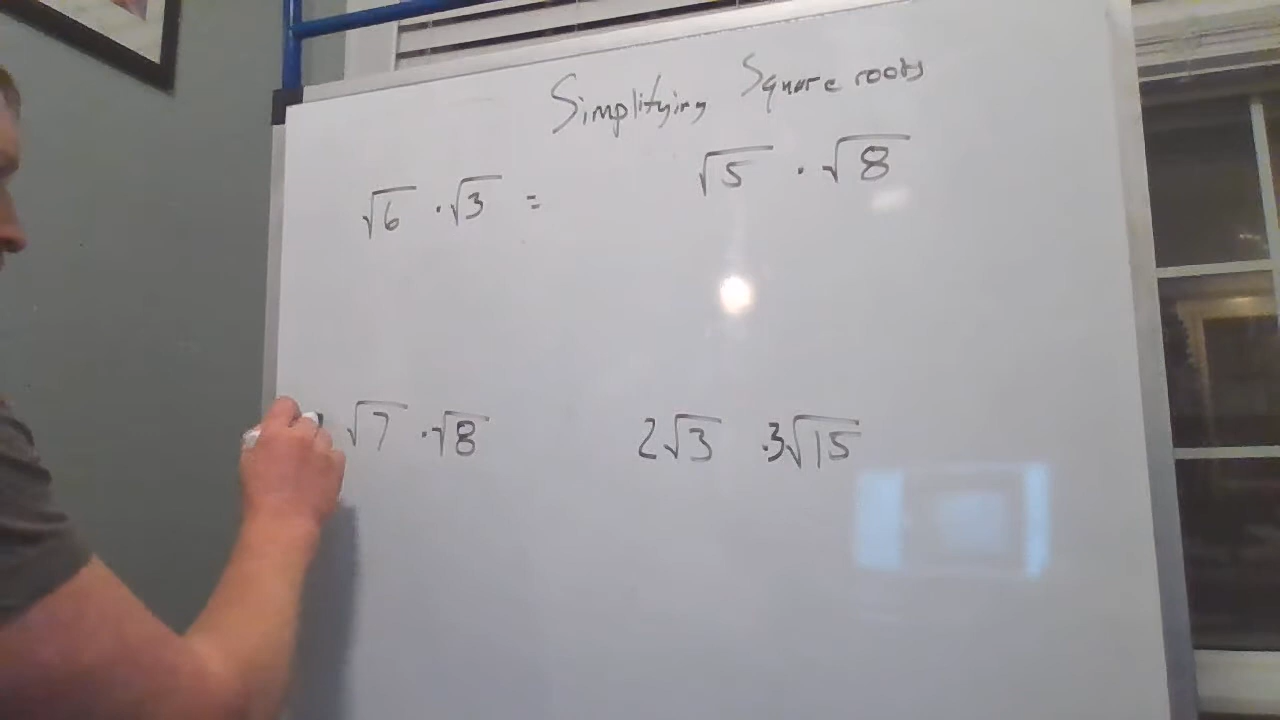 Simplifying Square roots
√6 · √3 =
√5 · √8
√7 · √8
2√3 · 3√15